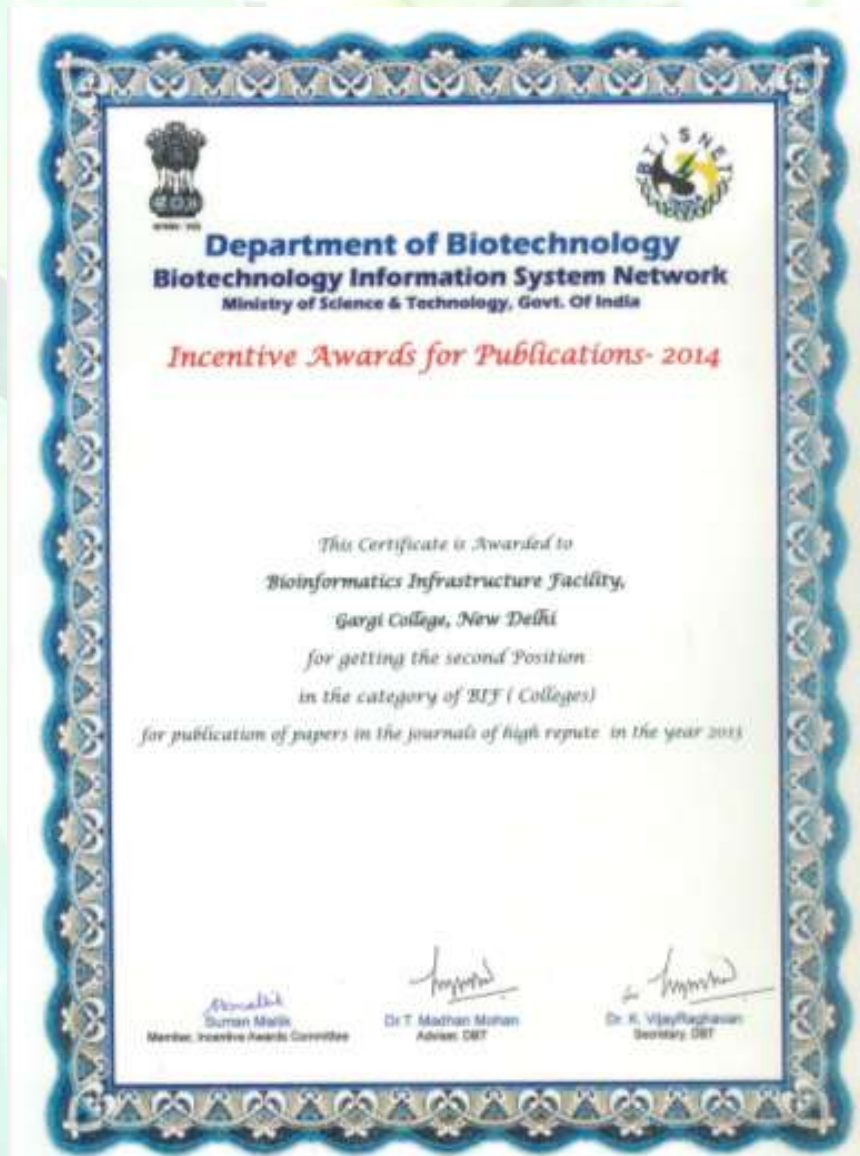 BTISNET
Department of Biotechnology
Biotechnology Information System Network
Ministry of Science & Technology, Govt. Of India
Incentive Awards for Publications- 2014
This Certificate is Awarded to
Bioinformatics Infrastructure Facility,
Gargi College, New Delhi
for getting the second Position
in the category of BIF ( Colleges)
for publication of papers in the journals of high repute in the year 2013
Suman Malik
Member, Incentive Awards Committee
Dr T. Madhan Mohan
Adviser, DBT
Dr. K. VijayRaghavan
Secretary, DBT